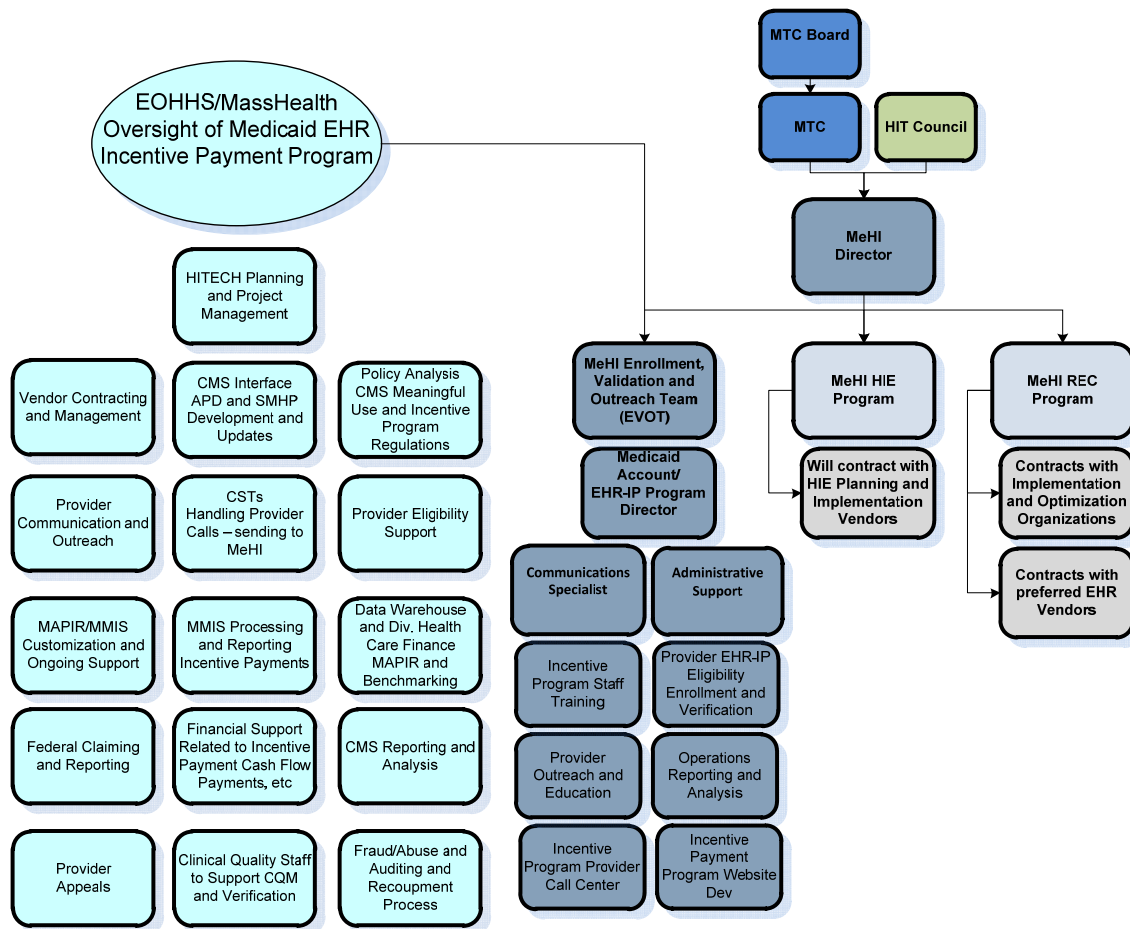 EOHHS/MassHealth
Oversight of Medicaid EHR
Incentive Payment Program
MTC Board
MTC
HIT Council
MeHI
Director
HITECH Planning
and Project
Management
Vendor Contracting
and Management
CMS Interface
APD and SMHP
Development and
Updates
Policy Analysis
CMS Meaningful
Use and Incentive
Program
Regulations
Provider
Communication and
Outreach
CSTs
Handling Provider
Calls – sending to
MeHI
Provider Eligibility
Support
MAPIR/MMIS
Customization and
Ongoing Support
MMIS Processing
and Reporting
Incentive Payments
Data Warehouse
and Div. Health
Care Finance
MAPIR and
Benchmarking
Federal Claiming
and Reporting
Financial Support
Related to Incentive
Payment Cash Flow
Payments, etc
CMS Reporting and
Analysis
Provider
Appeals
Clinical Quality Staff
to Support CQM
and Verification
Fraud/Abuse and
Auditing and
Recoupment
Process
MeHI Enrollment,
Validation and
Outreach Team
(EVOT)
Medicaid
Account/
EHR-IP Program
Director
Communications
Specialist
Administrative
Support
Incentive
Program Staff
Training
Provider EHR-IP
Eligibility
Enrollment and
Verification
Provider
Outreach and
Education
Operations
Reporting and
Analysis
Incentive
Program Provider
Call Center
Incentive
Payment
Program Website
Dev
MeHI HIE
Program
Will contract with
HIE Planning and
Implementation
Vendors
MeHI REC
Program
Contracts with
Implementation
and Optimization
Organizations
Contracts with
preferred EHR
Vendors